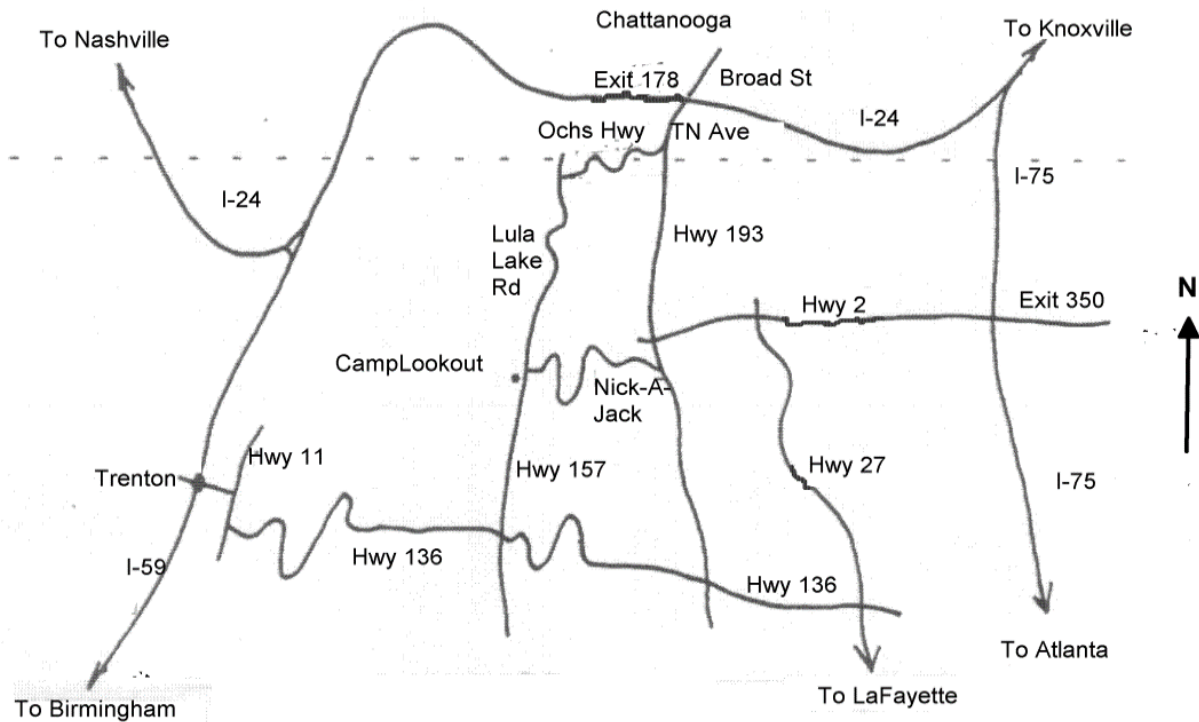 Chattanooga
To Nashville
To Knoxville
Exit 178
Broad St
I-24
Ochs Hwy
TN Ave
I-75
I-24
Lula
Lake
Rd
Hwy 193
N
Hwy 2
Exit 350
CampLookout
Nick-A-
Jack
Hwy 11
Trenton
Hwy 157
Hwy 27
I-75
I-59
Hwy 136
Hwy 136
To Atlanta
To LaFayette
To Birmingham